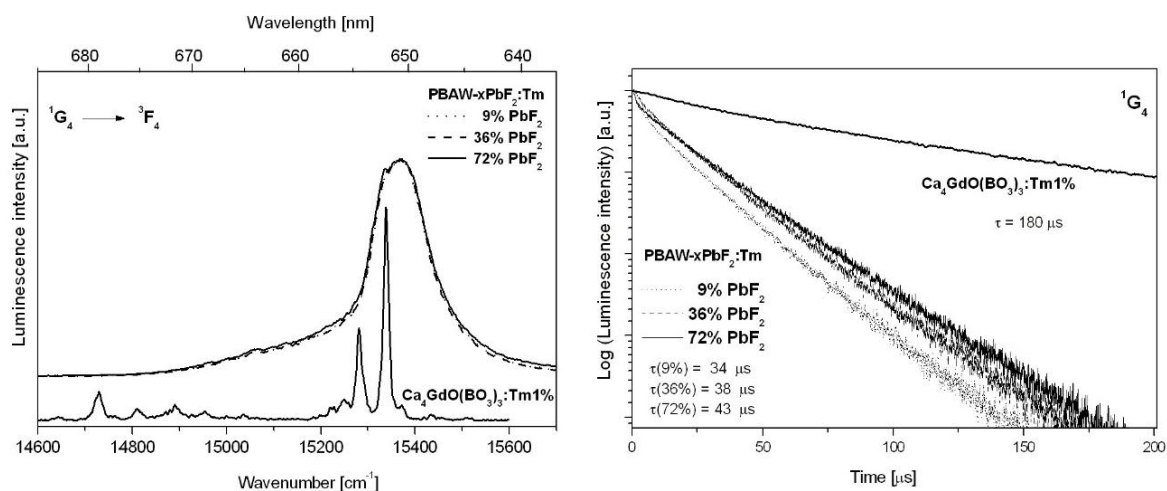 Wavelength [nm]
680 670 660 650 640
¹G₄ → ³F₄
PBAW-xPbF₂:Tm
9% PbF₂
36% PbF₂
72% PbF₂
Luminescence intensity [a.u.]
Ca₄GdO(BO₃)₃:Tm1%
14600 14800 15000 15200 15400 15600
Wavenumber [cm⁻¹]
¹G₄
Log (Luminescence intensity) [a.u.]
Ca₄GdO(BO₃)₃:Tm1%
τ = 180 μs
PBAW-xPbF₂:Tm
9% PbF₂
36% PbF₂
72% PbF₂
τ(9%) = 34 μs
τ(36%) = 38 μs
τ(72%) = 43 μs
0 50 100 150 200
Time [μs]